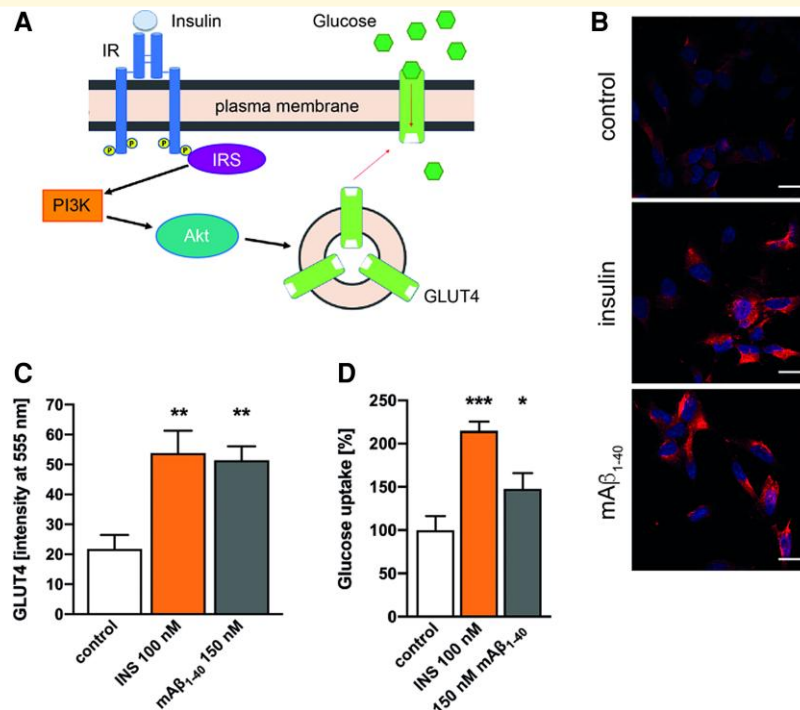 A
Insulin
Glucose
IR
plasma membrane
P
P
P
P
IRS
PI3K
Akt
GLUT4
B
control
insulin
mAβ1-40
C
GLUT4 [intensity at 555 nm]
70
60
50
40
30
20
10
0
**
**
control
INS 100 nM
mAβ1-40 150 nM
D
Glucose uptake [%]
250
200
150
100
50
0
***
*
control
INS 100 nM
150 nM mAβ1-40